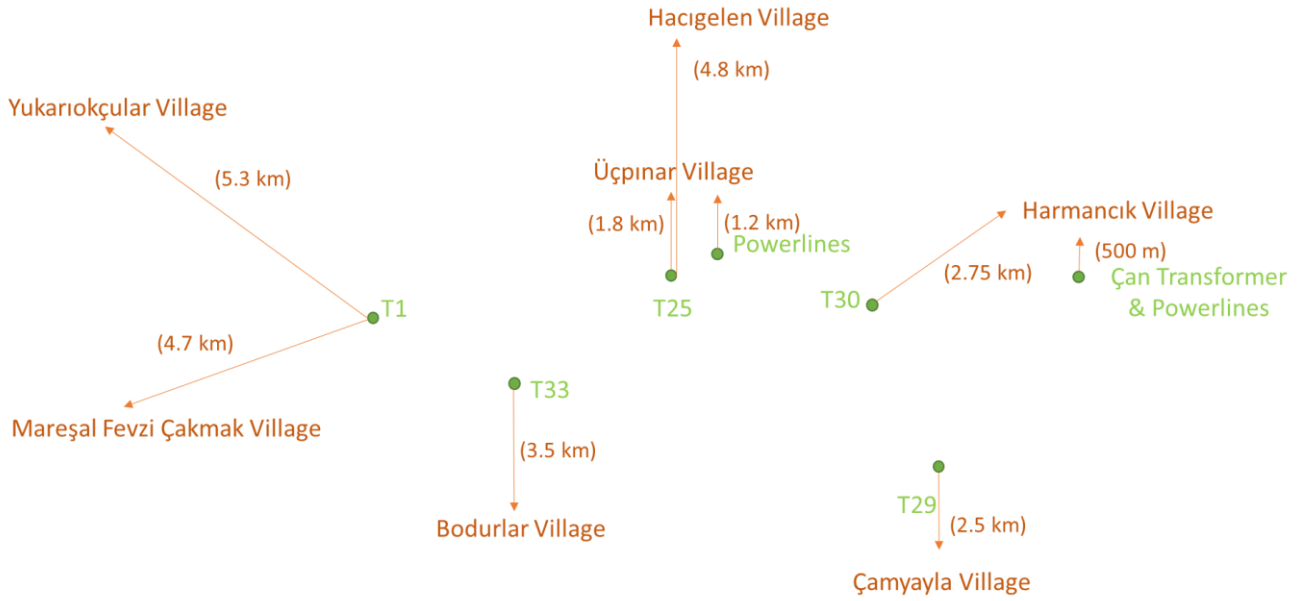 Hacıgelen Village
(4.8 km)
Yukarıokçular Village
(5.3 km)
Üçpınar Village
(1.8 km)
(1.2 km)
Powerlines
Harmancık Village
(500 m)
(2.75 km)
Çan Transformer
& Powerlines
T1
T25
T30
(4.7 km)
T33
Mareşal Fevzi Çakmak Village
(3.5 km)
T29
Bodurlar Village
(2.5 km)
Çamyayla Village